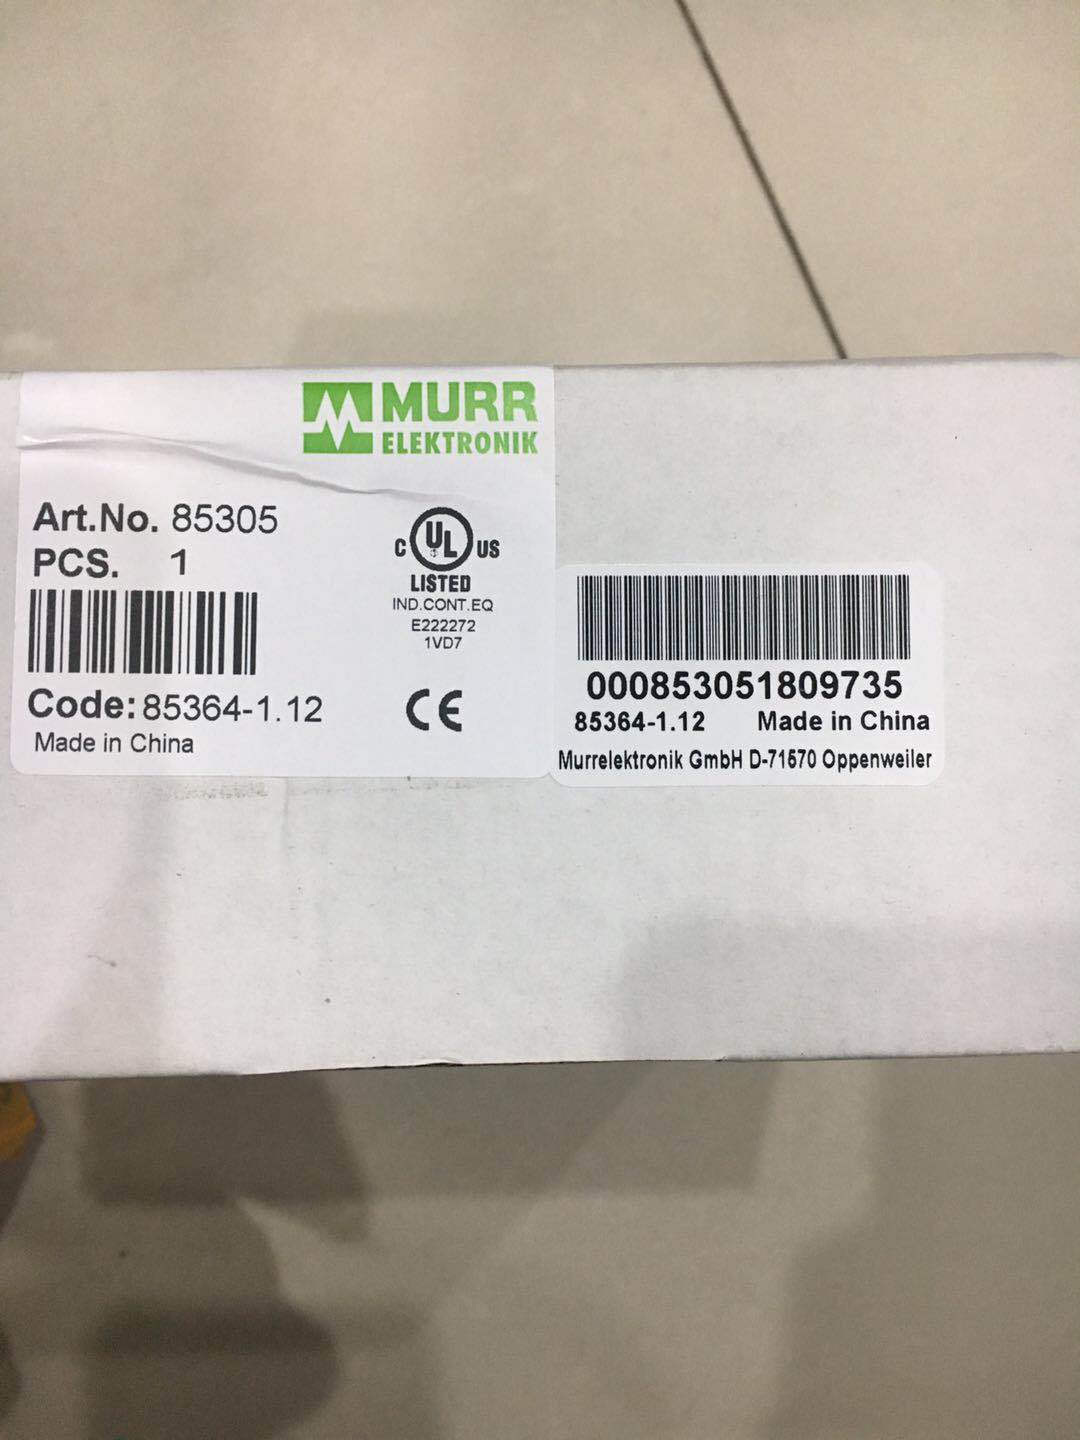 MURR
ELEKTRONIK
Art.No. 85305
PCS. 1
C UL US
LISTED
IND.CONT.EQ
E222272
1VD7
Code: 85364-1.12
CE
Made in China
000853051809735
85364-1.12 Made in China
Murrelektronik GmbH D-71570 Oppenweiler